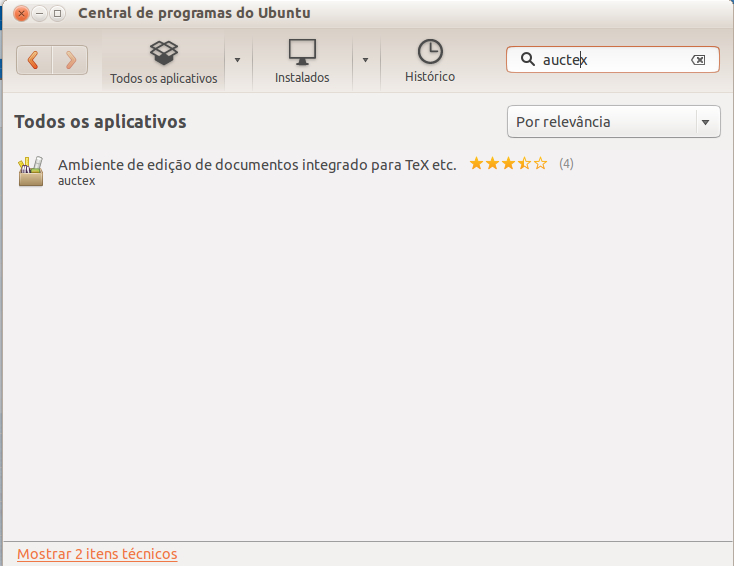 Central de programas do Ubuntu
Todos os aplicativos
Instalados
Histórico
auctex
Todos os aplicativos
Por relevância
Ambiente de edição de documentos integrado para TeX etc. (4)
auctex
Mostrar 2 itens técnicos